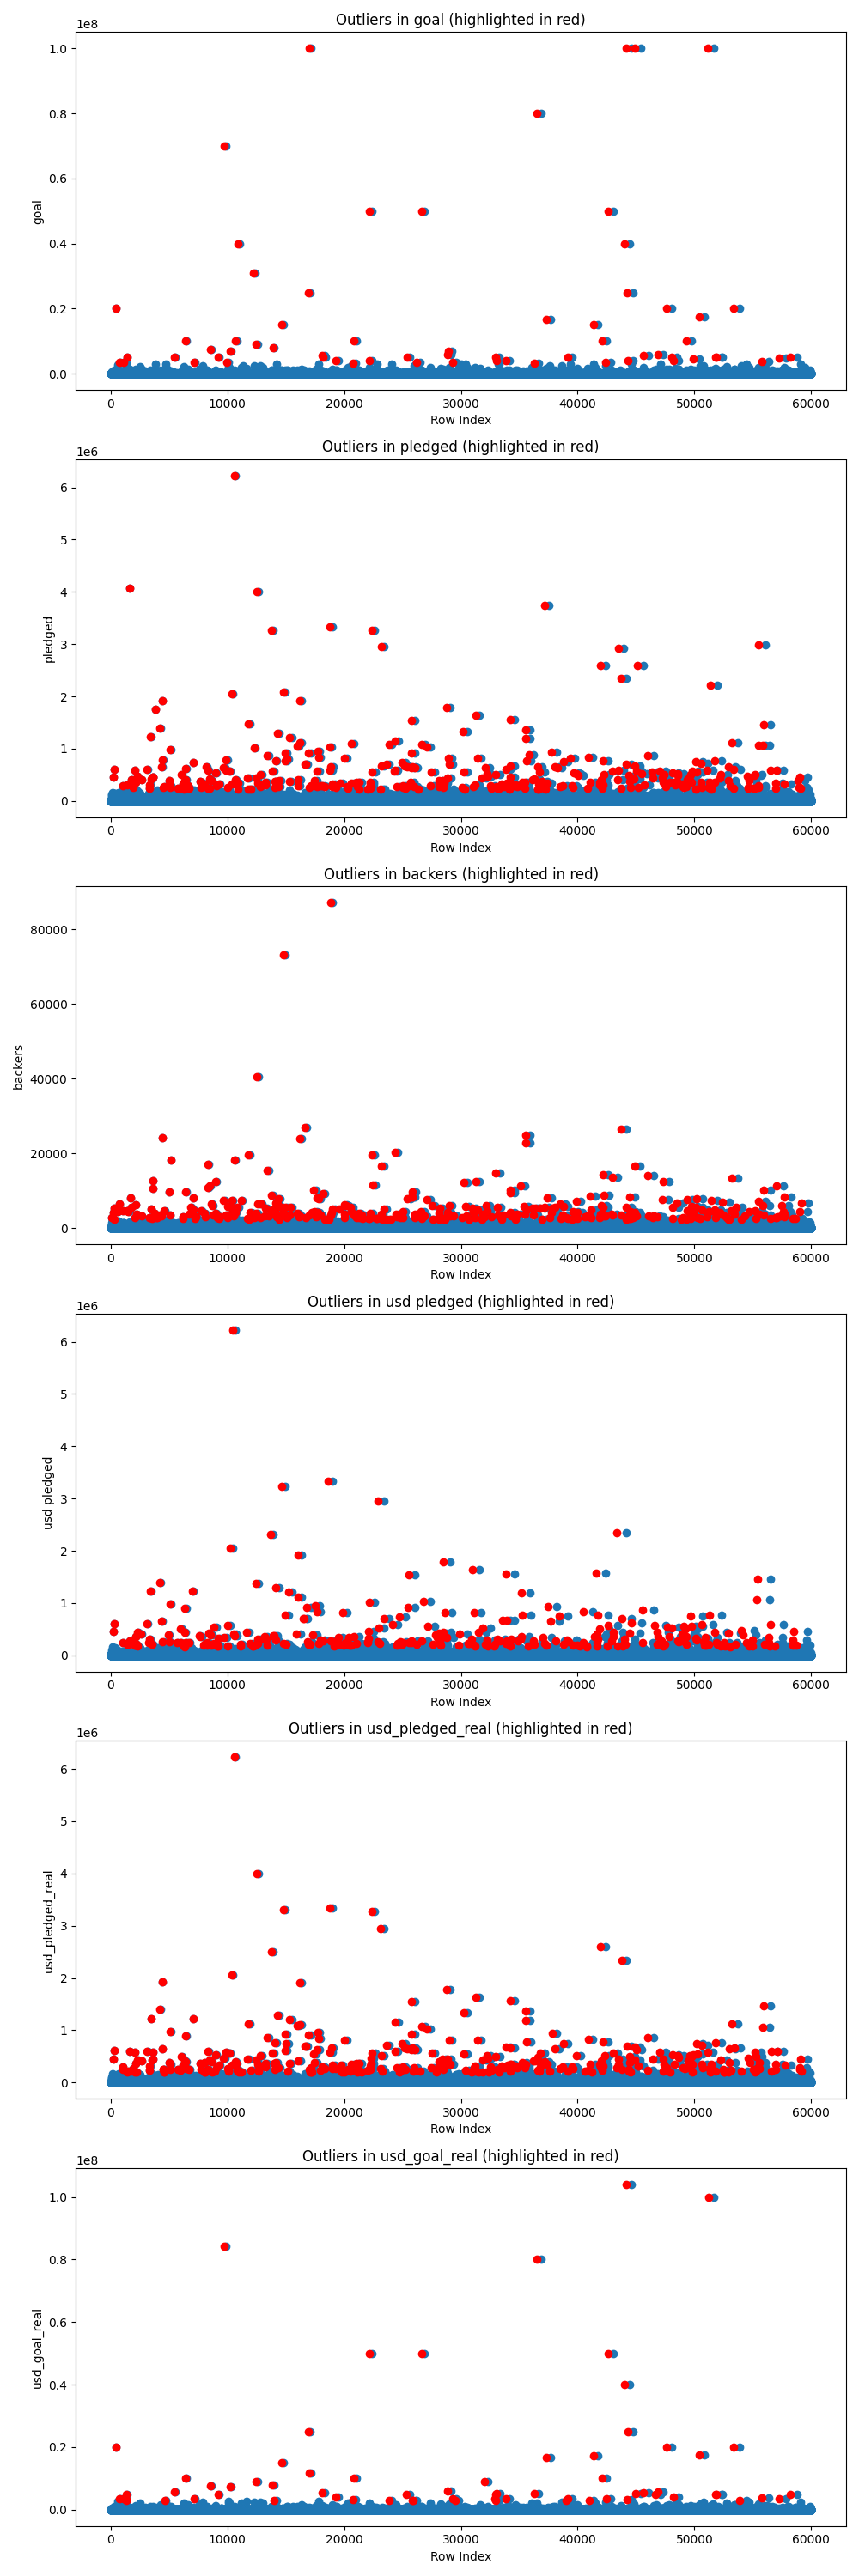 Outliers in goal (highlighted in red)
1e8
1.0
0.8
0.6
0.4
0.2
0.0
goal
0 10000 20000 30000 40000 50000 60000
Row Index
Outliers in pledged (highlighted in red)
1e6
6
5
4
3
2
1
0
pledged
0 10000 20000 30000 40000 50000 60000
Row Index
Outliers in backers (highlighted in red)
80000
60000
40000
20000
0
backers
0 10000 20000 30000 40000 50000 60000
Row Index
Outliers in usd pledged (highlighted in red)
1e6
6
5
4
3
2
1
0
usd pledged
0 10000 20000 30000 40000 50000 60000
Row Index
Outliers in usd_pledged_real (highlighted in red)
1e6
6
5
4
3
2
1
0
usd_pledged_real
0 10000 20000 30000 40000 50000 60000
Row Index
Outliers in usd_goal_real (highlighted in red)
1e8
1.0
0.8
0.6
0.4
0.2
0.0
usd_goal_real
0 10000 20000 30000 40000 50000 60000
Row Index